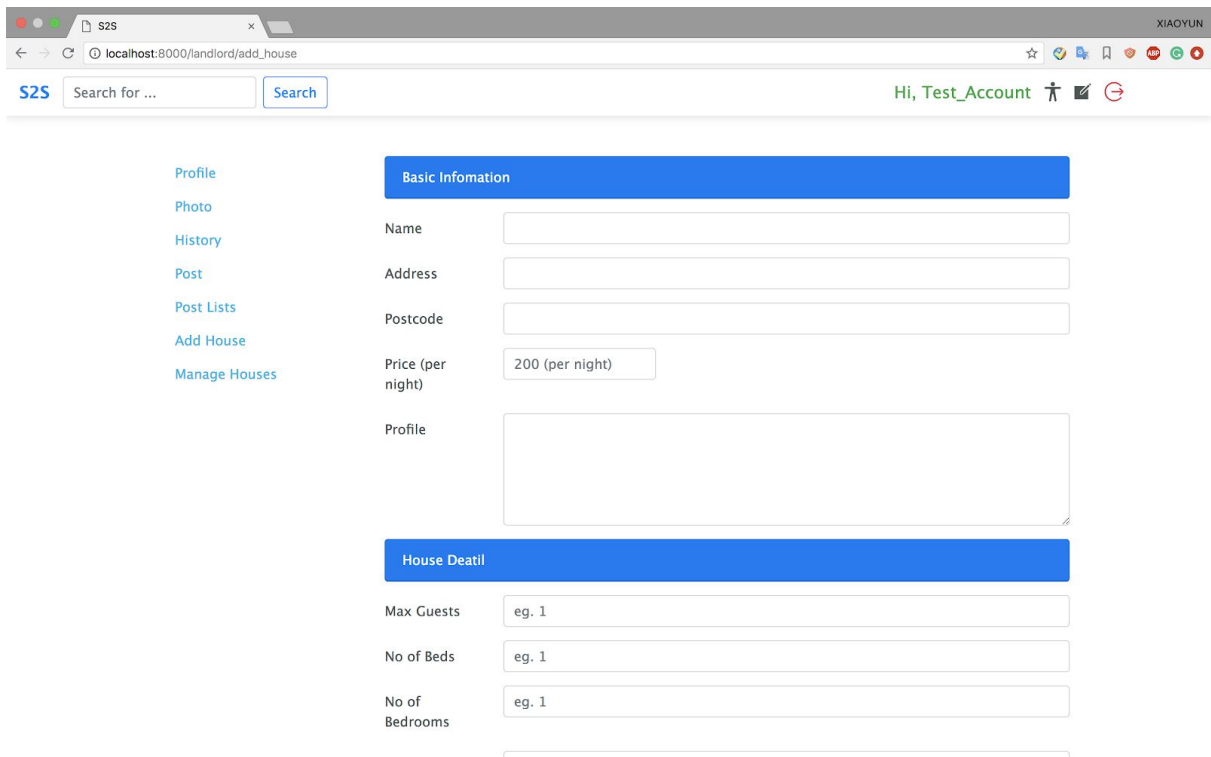 S2S
XIAOYUN
localhost:8000/landlord/add_house
ABP
S2S
Search for ...
Search
Hi, Test_Account
Profile
Photo
History
Post
Post Lists
Add House
Manage Houses
Basic Infomation
Name
Address
Postcode
Price (per
night)
200 (per night)
Profile
House Deatil
Max Guests
eg. 1
No of Beds
eg. 1
No of
Bedrooms
eg. 1